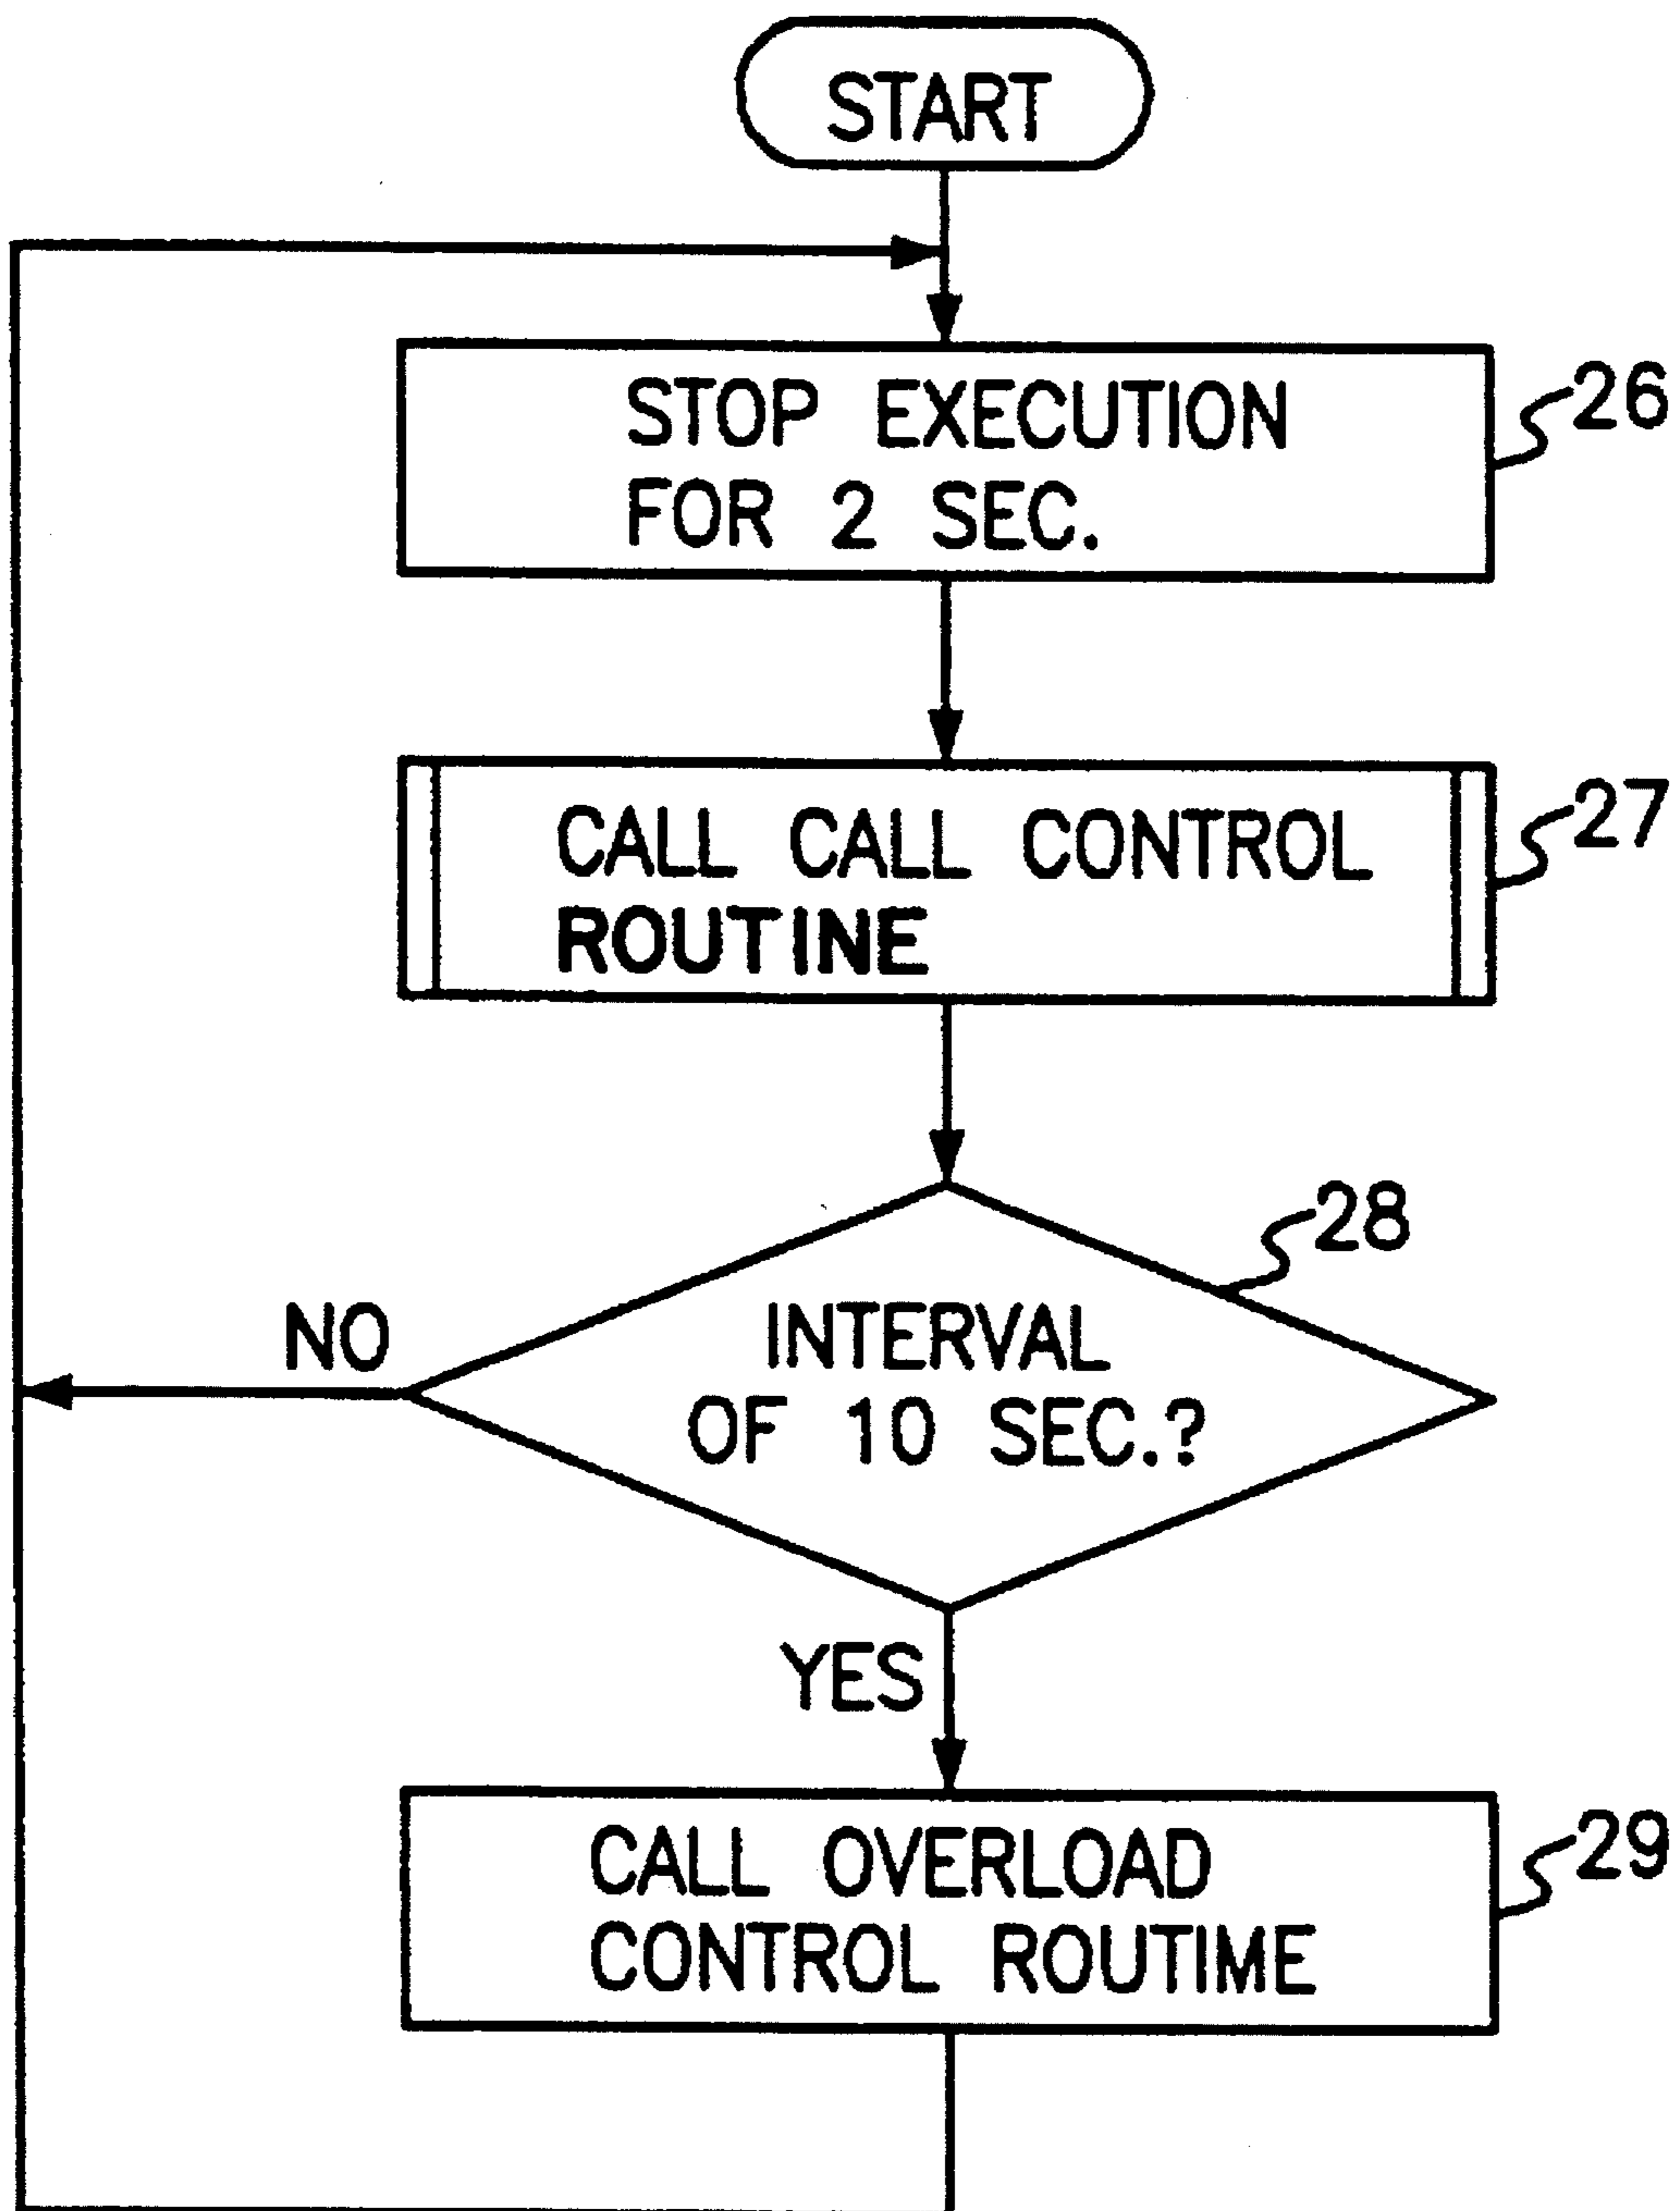 START
STOP EXECUTION
FOR 2 SEC.
26
CALL CALL CONTROL
ROUTINE
27
28
NO
INTERVAL
OF 10 SEC.?
YES
CALL OVERLOAD
CONTROL ROUTIME
29